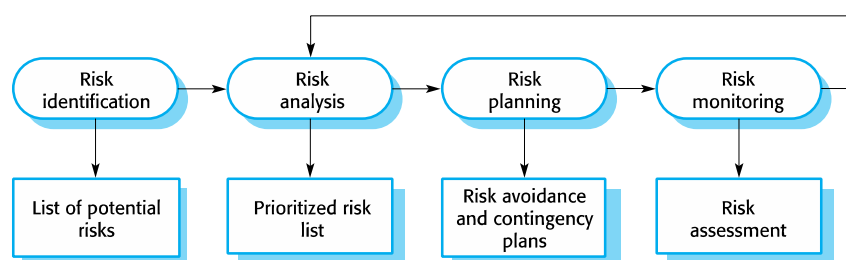 Risk
identification
Risk
analysis
Risk
planning
Risk
monitoring
List of potential
risks
Prioritized risk
list
Risk avoidance
and contingency
plans
Risk
assessment